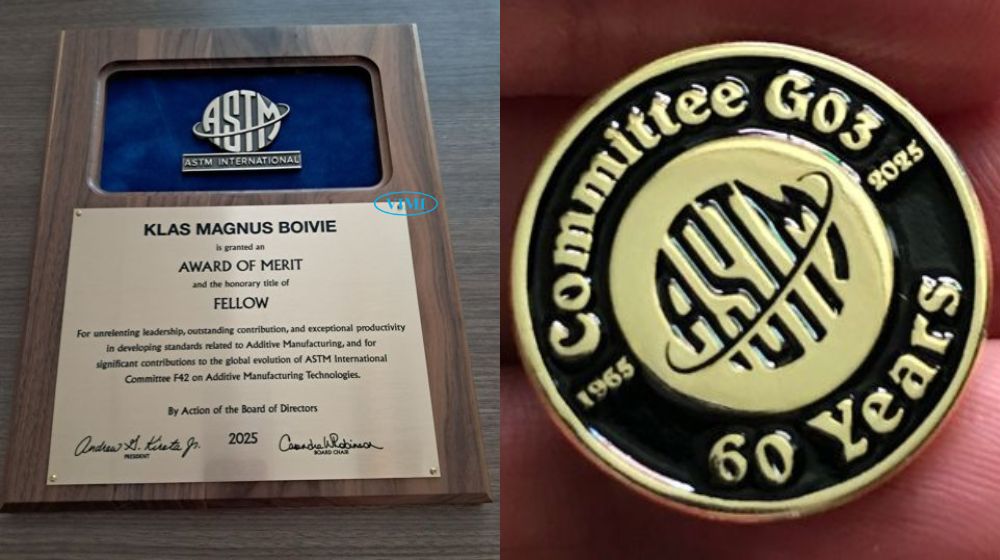 ASTM
ASTM INTERNATIONAL
VIMI
KLAS MAGNUS BOIVIE
is granted an
AWARD OF MERIT
and the honorary title of
FELLOW
For unrelenting leadership, outstanding contribution, and exceptional productivity
in developing standards related to Additive Manufacturing, and for
significant contributions to the global evolution of ASTM International
Committee F42 on Additive Manufacturing Technologies.
By Action of the Board of Directors
2025
PRESIDENT
BOARD CHAIR
Committee G03
1965
2025
ASTM
60 Years